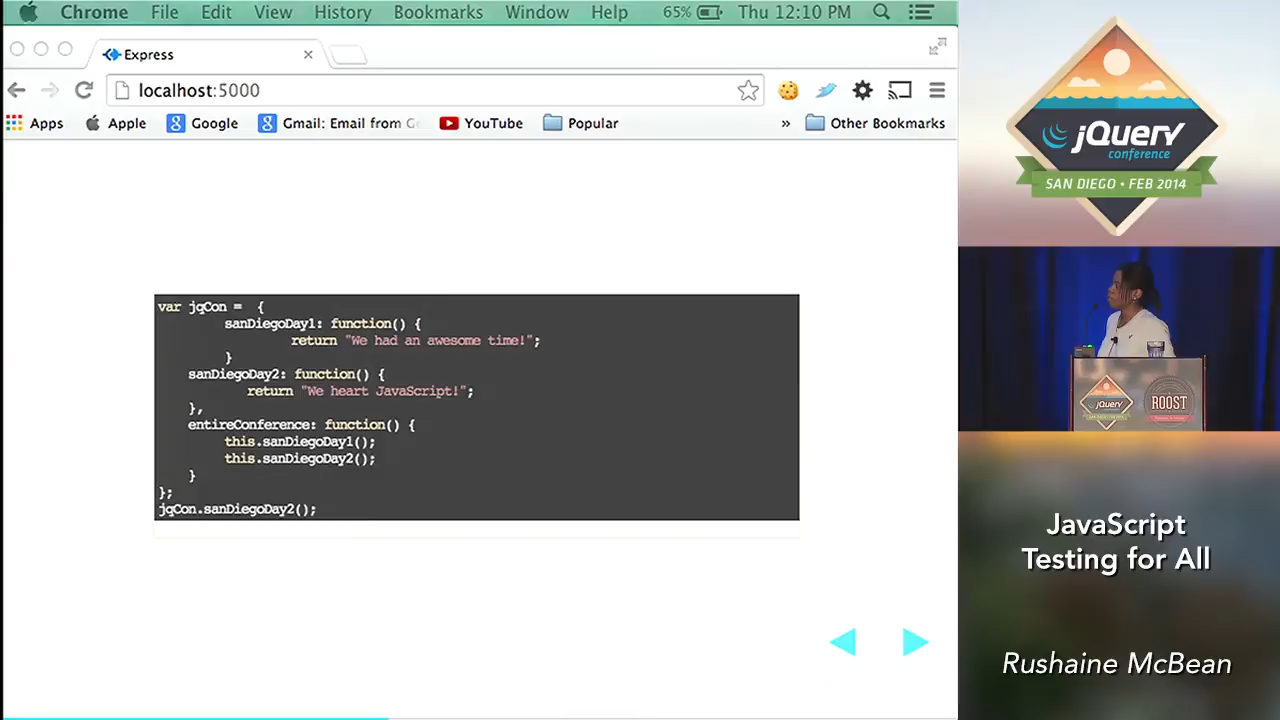 Chrome File Edit View History Bookmarks Window Help 65% Thu 12:10 PM
Express
localhost:5000
Apps Apple Google Gmail: Email from Go YouTube Popular » Other Bookmarks
var jqCon = {
sanDiegoDay1: function() {
return "We had an awesome time!";
}
sanDiegoDay2: function() {
return "We heart JavaScript!";
},
entireConference: function() {
this.sanDiegoDay1();
this.sanDiegoDay2();
}
};
jqCon.sanDiegoDay2();
jQuery
conference
SAN DIEGO • FEB 2014
jQuery
ROOST
JavaScript
Testing for All
Rushaine McBean